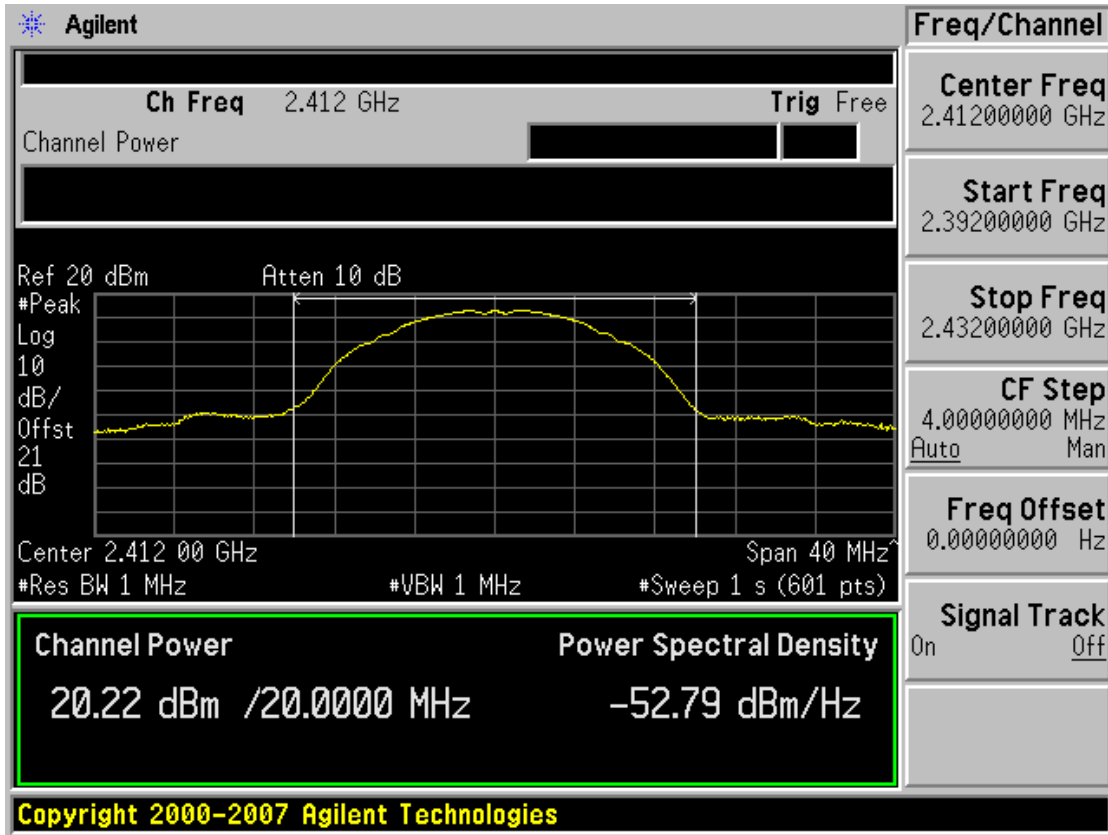 Agilent
Ch Freq 2.412 GHz Trig Free
Channel Power
Ref 20 dBm Atten 10 dB
#Peak
Log
10
dB/
Offst
21
dB
Center 2.412 00 GHz Span 40 MHz^
#Res BW 1 MHz #VBW 1 MHz #Sweep 1 s (601 pts)
Channel Power Power Spectral Density
20.22 dBm /20.0000 MHz -52.79 dBm/Hz
Copyright 2000-2007 Agilent Technologies
Freq/Channel
Center Freq
2.41200000 GHz
Start Freq
2.39200000 GHz
Stop Freq
2.43200000 GHz
CF Step
4.00000000 MHz
Auto Man
Freq Offset
0.00000000 Hz
Signal Track
On Off